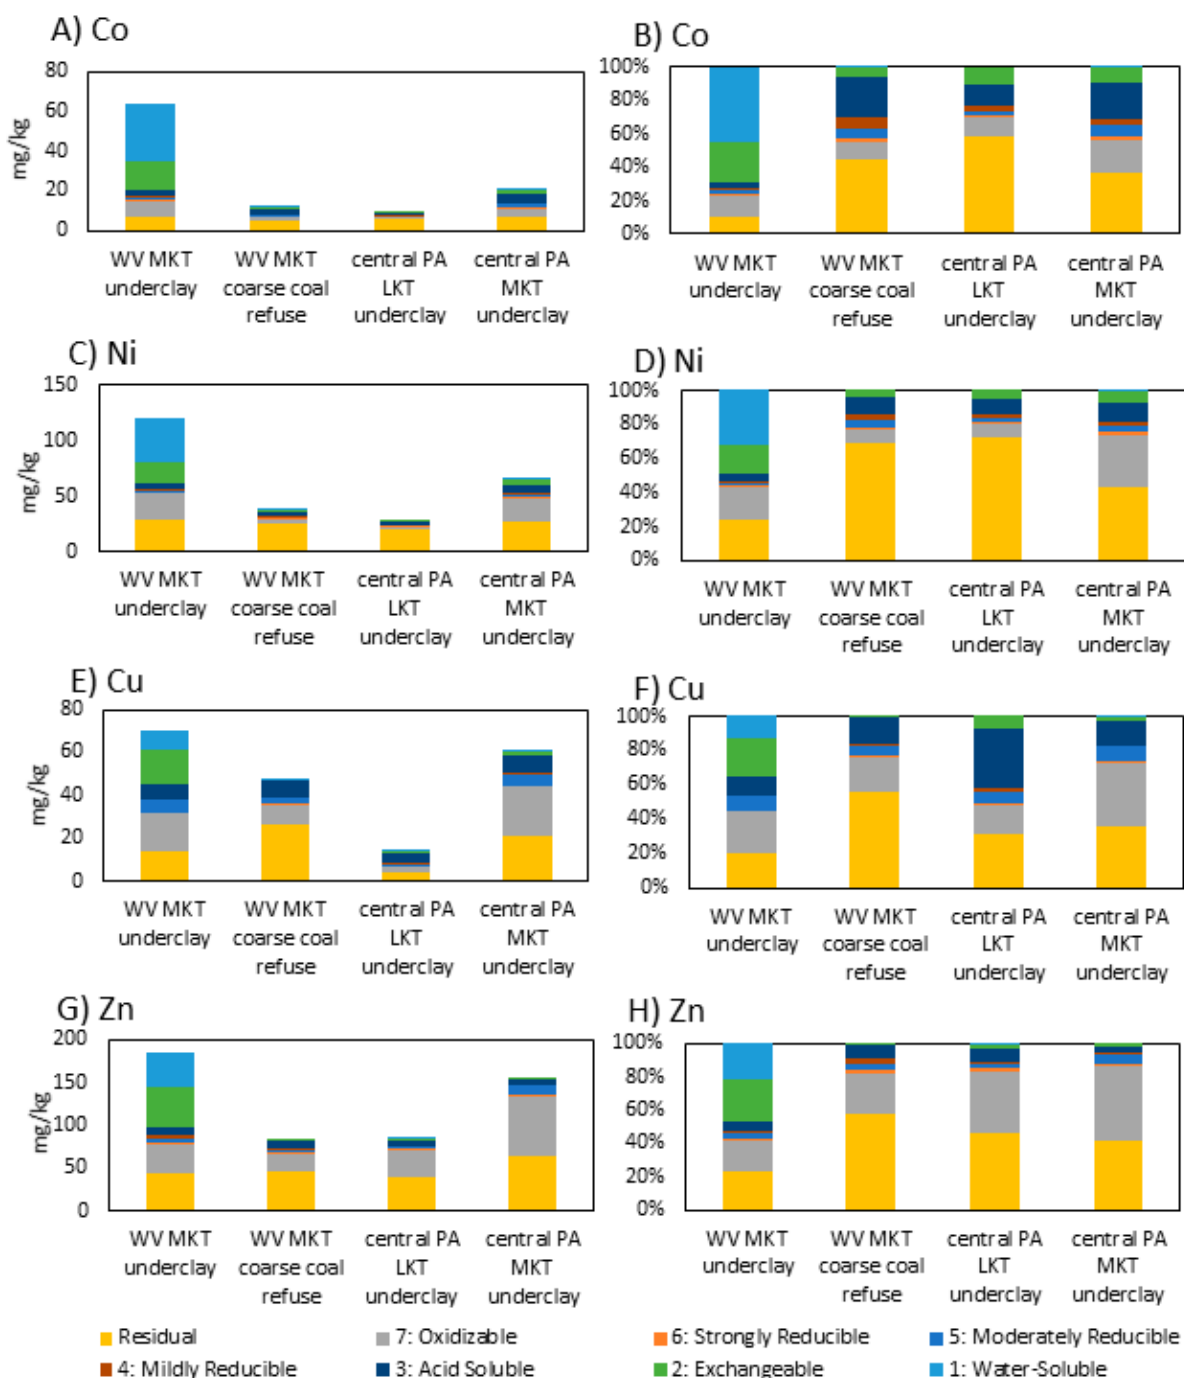 A) Co
80
60
40
20
0
mg/kg
WV MKT underclay
WV MKT coarse coal refuse
central PA LKT underclay
central PA MKT underclay
B) Co
100%
80%
60%
40%
20%
0%
WV MKT underclay
WV MKT coarse coal refuse
central PA LKT underclay
central PA MKT underclay
C) Ni
150
100
50
0
mg/kg
WV MKT underclay
WV MKT coarse coal refuse
central PA LKT underclay
central PA MKT underclay
D) Ni
100%
80%
60%
40%
20%
0%
WV MKT underclay
WV MKT coarse coal refuse
central PA LKT underclay
central PA MKT underclay
E) Cu
80
60
40
20
0
mg/kg
WV MKT underclay
WV MKT coarse coal refuse
central PA LKT underclay
central PA MKT underclay
F) Cu
100%
80%
60%
40%
20%
0%
WV MKT underclay
WV MKT coarse coal refuse
central PA LKT underclay
central PA MKT underclay
G) Zn
200
150
100
50
0
mg/kg
WV MKT underclay
WV MKT coarse coal refuse
central PA LKT underclay
central PA MKT underclay
H) Zn
100%
80%
60%
40%
20%
0%
WV MKT underclay
WV MKT coarse coal refuse
central PA LKT underclay
central PA MKT underclay
Residual
7: Oxidizable
6: Strongly Reducible
5: Moderately Reducible
4: Mildly Reducible
3: Acid Soluble
2: Exchangeable
1: Water-Soluble